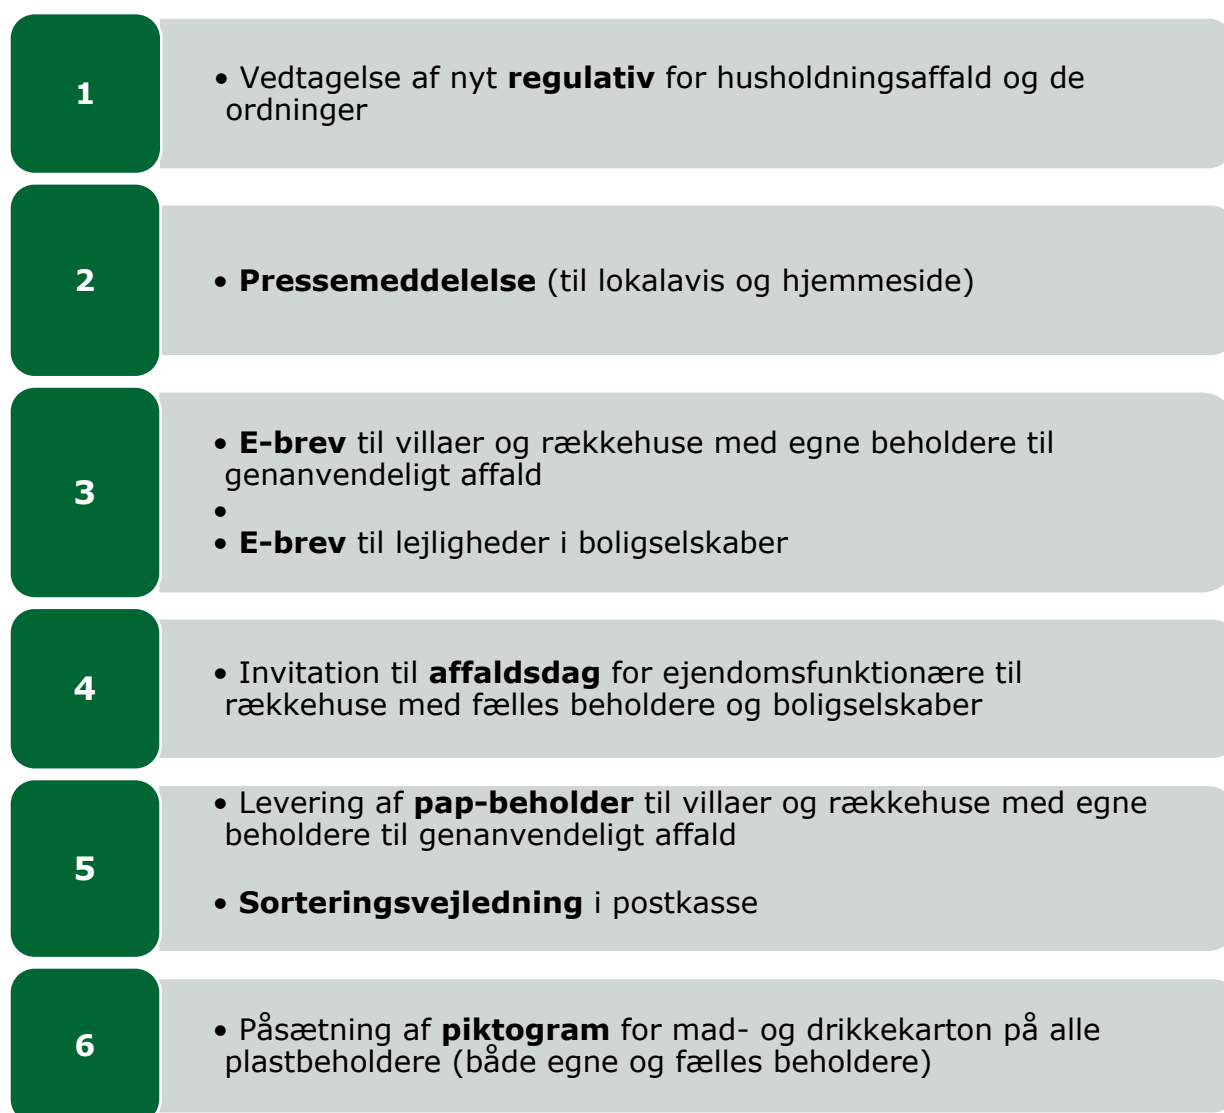 1
• Vedtagelse af nyt regulativ for husholdningsaffald og de
ordninger
2
• Pressemeddelelse (til lokalavis og hjemmeside)
3
• E-brev til villaer og rækkehuse med egne beholdere til
genanvendeligt affald
•
• E-brev til lejligheder i boligselskaber
4
• Invitation til affaldsdag for ejendomsfunktionære til
rækkehuse med fælles beholdere og boligselskaber
5
• Levering af pap-beholder til villaer og rækkehuse med egne
beholdere til genanvendeligt affald
• Sorteringsvejledning i postkasse
6
• Påsætning af piktogram for mad- og drikkekarton på alle
plastbeholdere (både egne og fælles beholdere)